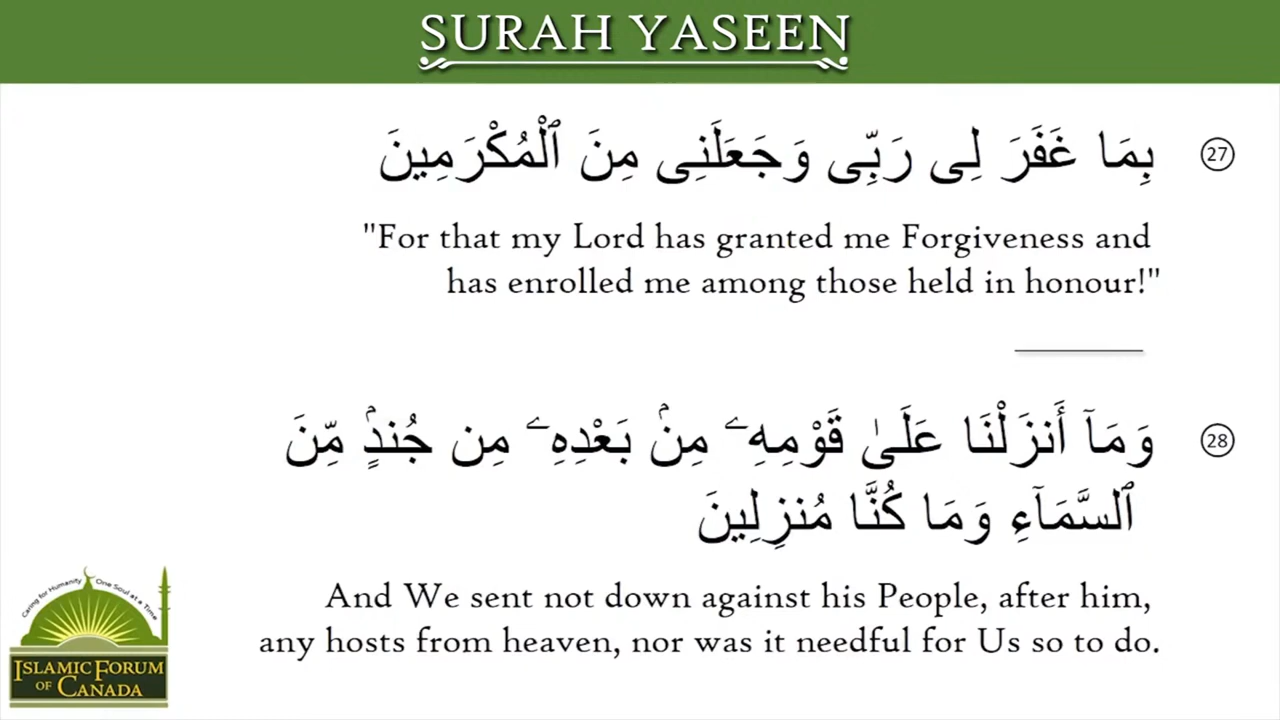 SURAH YASEEN
بِمَا غَفَرَ لِى رَبِّى وَجَعَلَنِى مِنَ ٱلْمُكْرَمِينَ
27
"For that my Lord has granted me Forgiveness and
has enrolled me among those held in honour!"
وَمَآ أَنزَلْنَا عَلَىٰ قَوْمِهِۦ مِنۢ بَعْدِهِۦ مِن جُندٍۢ مِّنَ
28
ٱلسَّمَآءِ وَمَا كُنَّا مُنزِلِينَ
And We sent not down against his People, after him,
any hosts from heaven, nor was it needful for Us so to do.
Caring for Humanity One Soul at a Time
ISLAMIC FORUM
OF CANADA